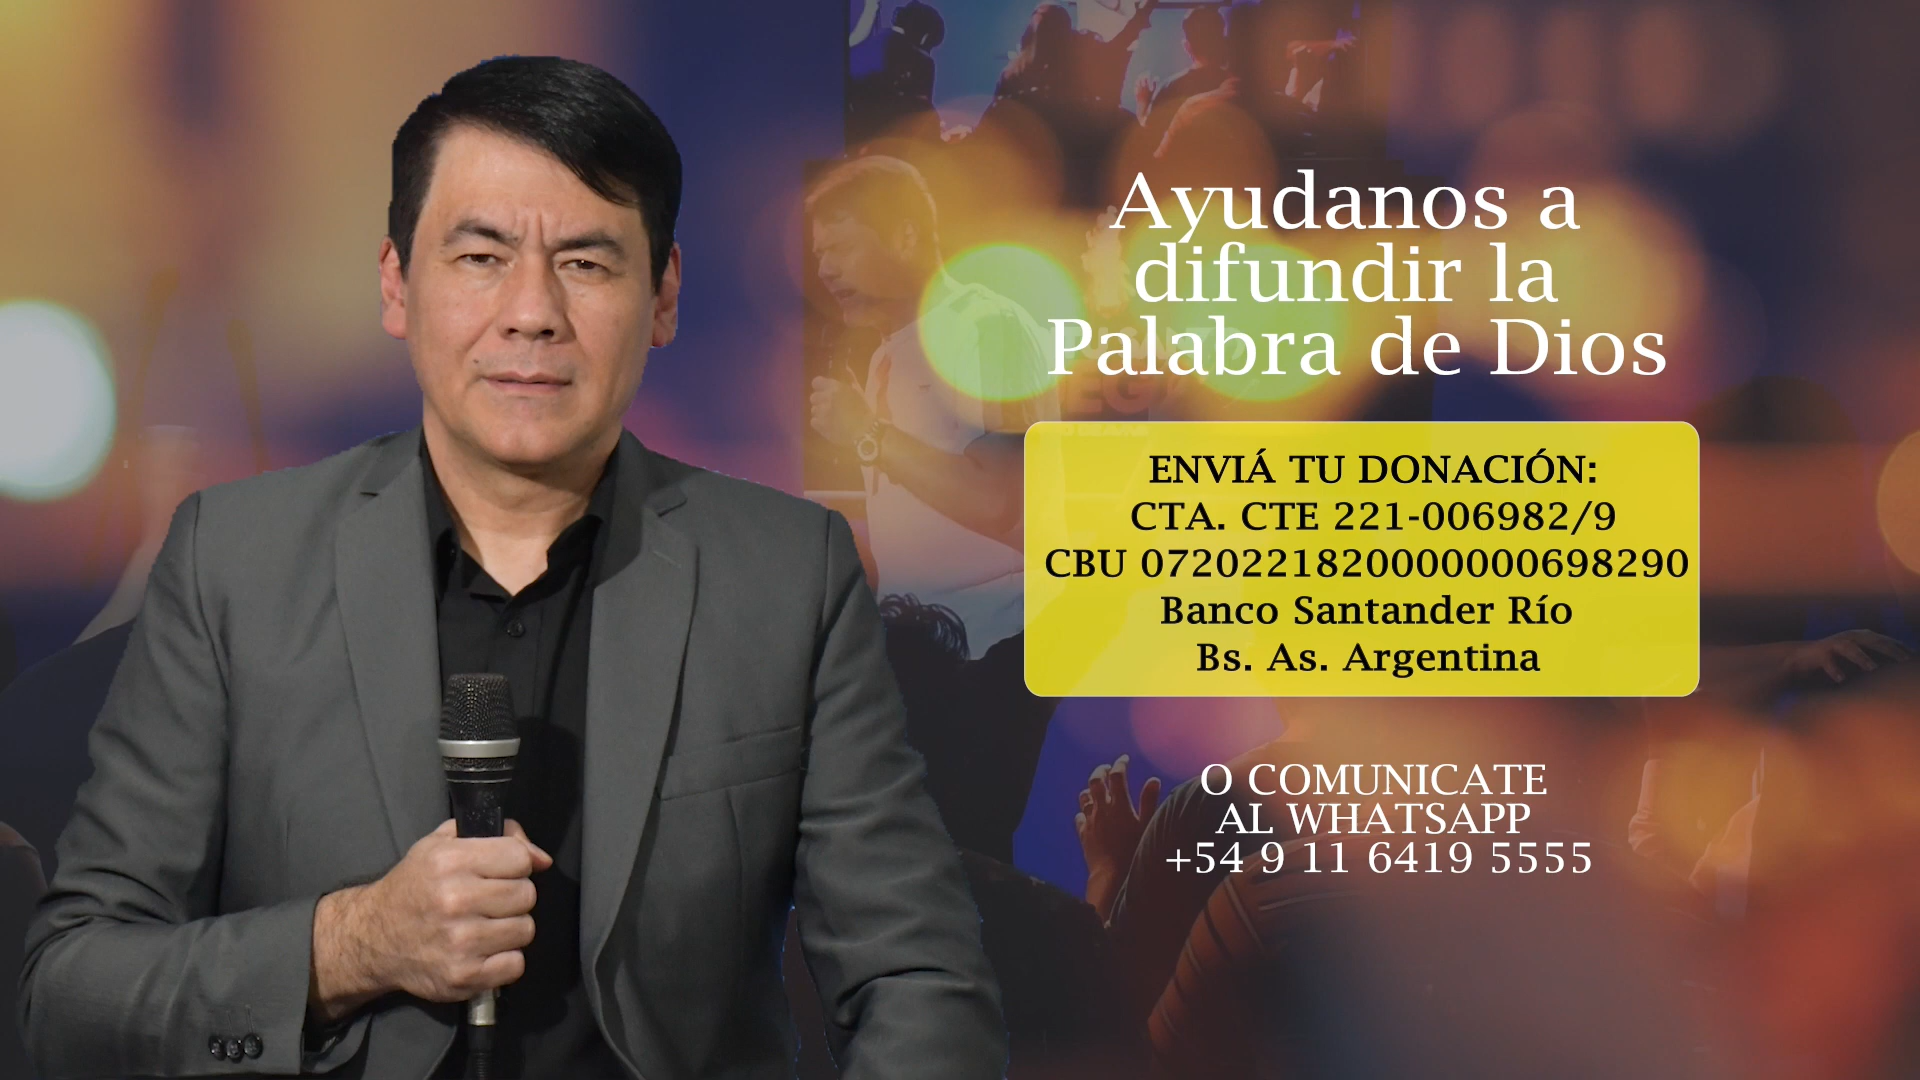 Ayudanos a
difundir la
Palabra de Dios
ENVIÁ TU DONACIÓN:
CTA. CTE 221-006982/9
CBU 0720221820000000698290
Banco Santander Río
Bs. As. Argentina
O COMUNICATE
AL WHATSAPP
+54 9 11 6419 5555